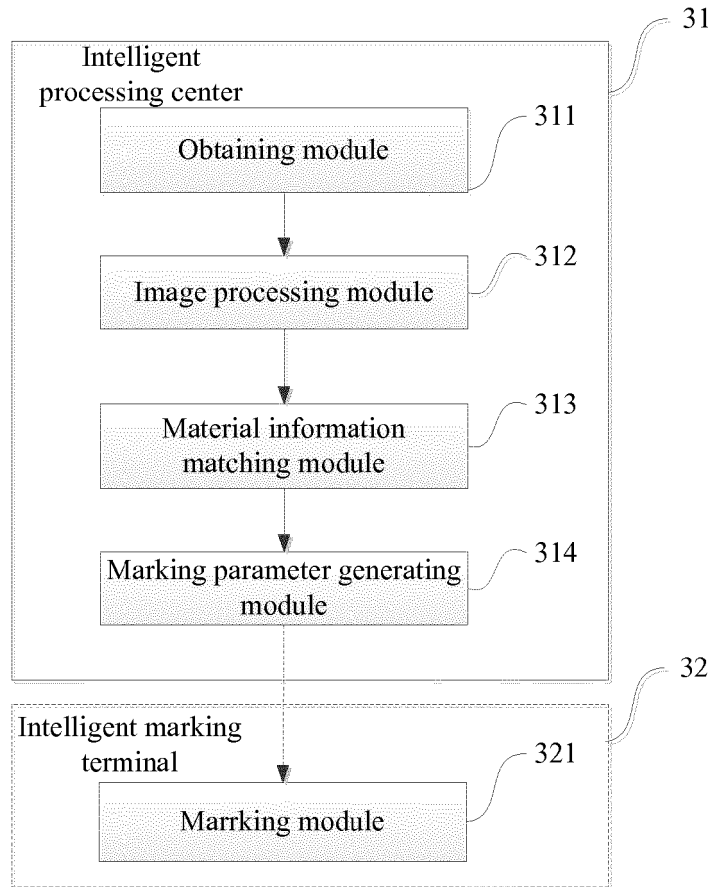 31
Intelligent
processing center
311
Obtaining module
312
Image processing module
313
Material information
matching module
314
Marking parameter generating
module
32
Intelligent marking
terminal
321
Marrking module